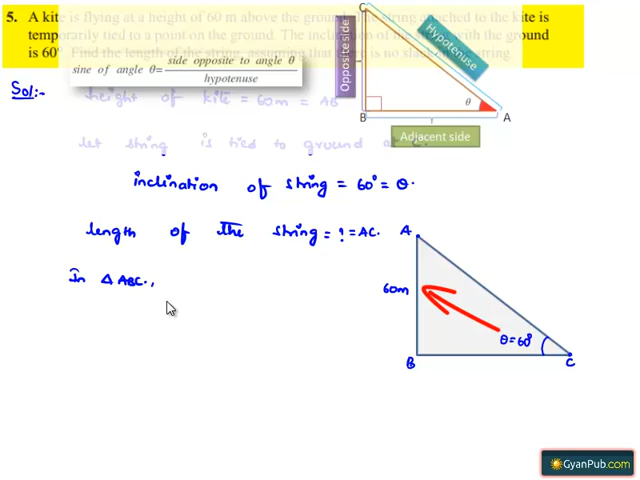 5. A kite is flying at a height of 60 m above the ground. The string attached to the kite is
temporarily tied to a point on the ground. The inclination of the string with the ground
is 60°. Find the length of the string, assuming that there is no slack in the string
sine of angle θ= side opposite to angle θ
hypotenuse
C
Opposite side
Hypotenuse
θ
B
A
Adjacent side
Sol:-
height of kite = 60m = AB
let string is tied to ground at C.
inclination of string = 60° = θ.
length of the string = ? = AC.
In △ ABC.,
A
60m
θ=60°
B
C
GyanPub.com